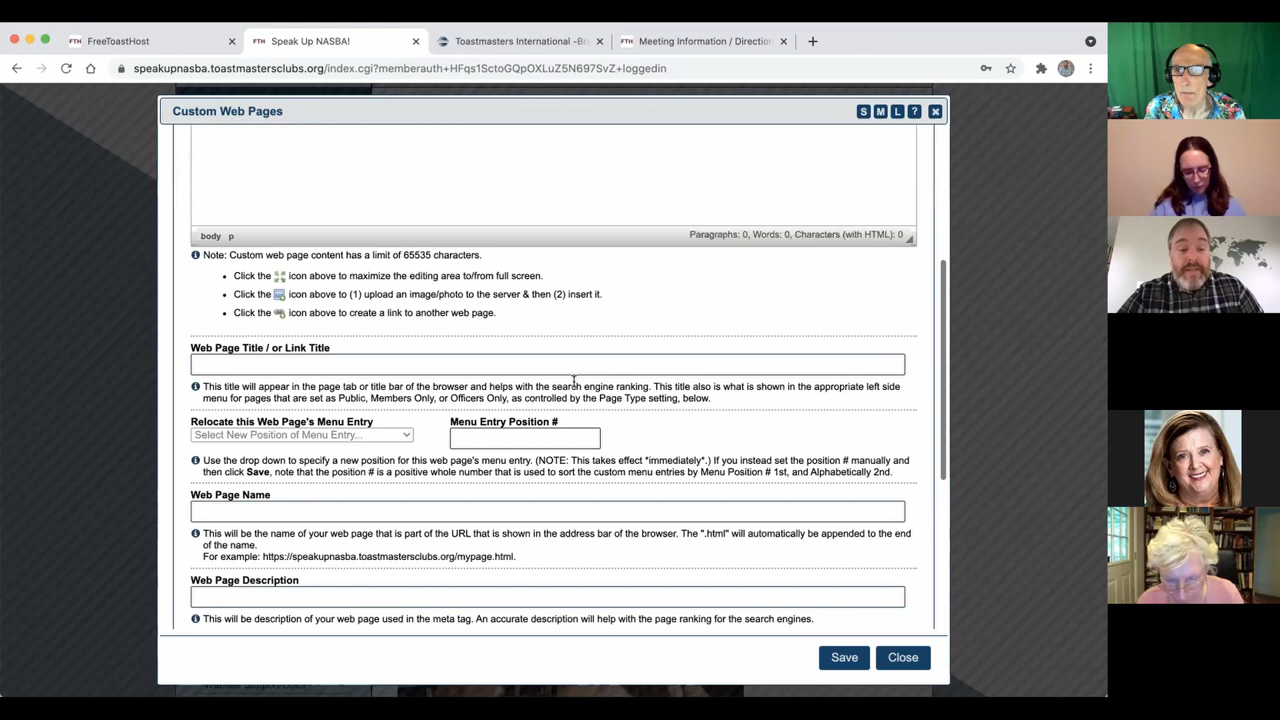 FTH FreeToastHost
FTH Speak Up NASBA!
Toastmasters International -Br
FTH Meeting Information / Direction
speakupnasba.toastmastersclubs.org/index.cgi?memberauth+HFqs1SctoGQpOXLuZ5N697SvZ+loggedin
Custom Web Pages
S M L ?
body p
Paragraphs: 0, Words: 0, Characters (with HTML): 0
Note: Custom web page content has a limit of 65535 characters.
• Click the icon above to maximize the editing area to/from full screen.
• Click the icon above to (1) upload an image/photo to the server & then (2) insert it.
• Click the icon above to create a link to another web page.
Web Page Title / or Link Title
This title will appear in the page tab or title bar of the browser and helps with the search engine ranking. This title also is what is shown in the appropriate left side
menu for pages that are set as Public, Members Only, or Officers Only, as controlled by the Page Type setting, below.
Relocate this Web Page's Menu Entry
Menu Entry Position #
Select New Position of Menu Entry...
Use the drop down to specify a new position for this web page's menu entry. (NOTE: This takes effect *immediately*.) If you instead set the position # manually and
then click Save, note that the position # is a positive whole number that is used to sort the custom menu entries by Menu Position # 1st, and Alphabetically 2nd.
Web Page Name
This will be the name of your web page that is part of the URL that is shown in the address bar of the browser. The ".html" will automatically be appended to the end
of the name.
For example: https://speakupnasba.toastmastersclubs.org/mypage.html.
Web Page Description
This will be description of your web page used in the meta tag. An accurate description will help with the page ranking for the search engines.
Save
Close